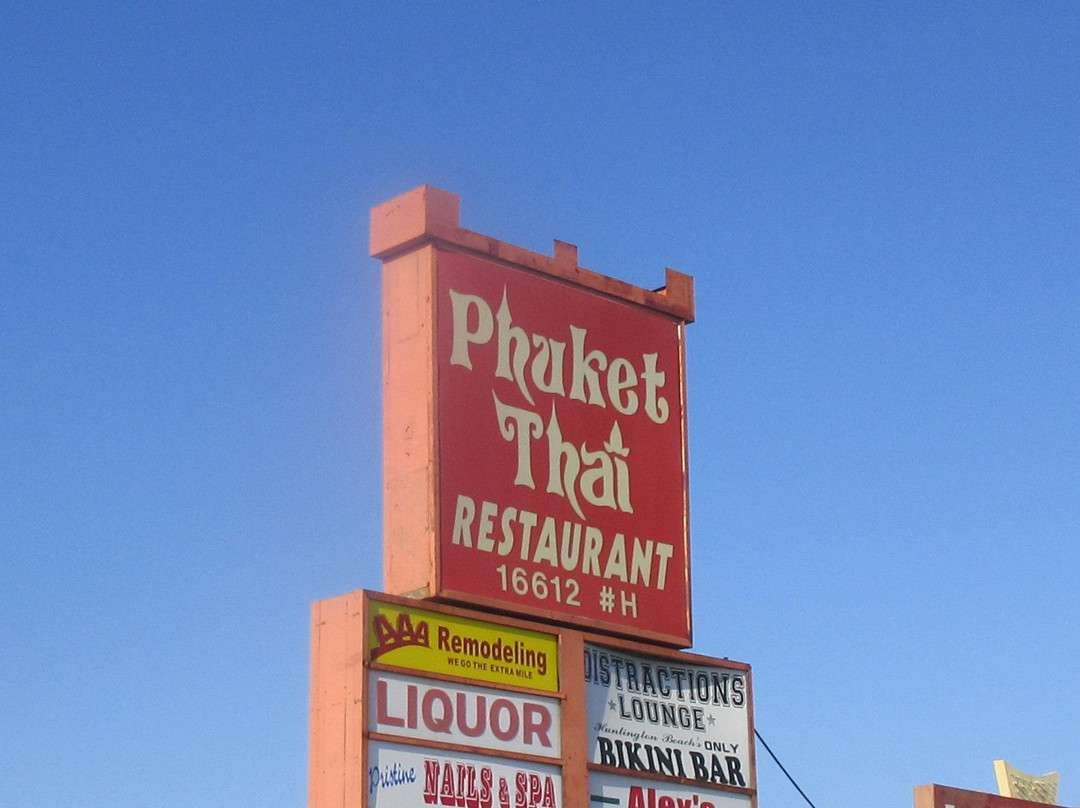 Phuket
Thai
RESTAURANT
16612 #H
AAA Remodeling
WE GO THE EXTRA MILE
LIQUOR
Pristine NAILS & SPA
DISTRACTIONS
LOUNGE
Huntington Beach's ONLY
BIKINI BAR
Alex's